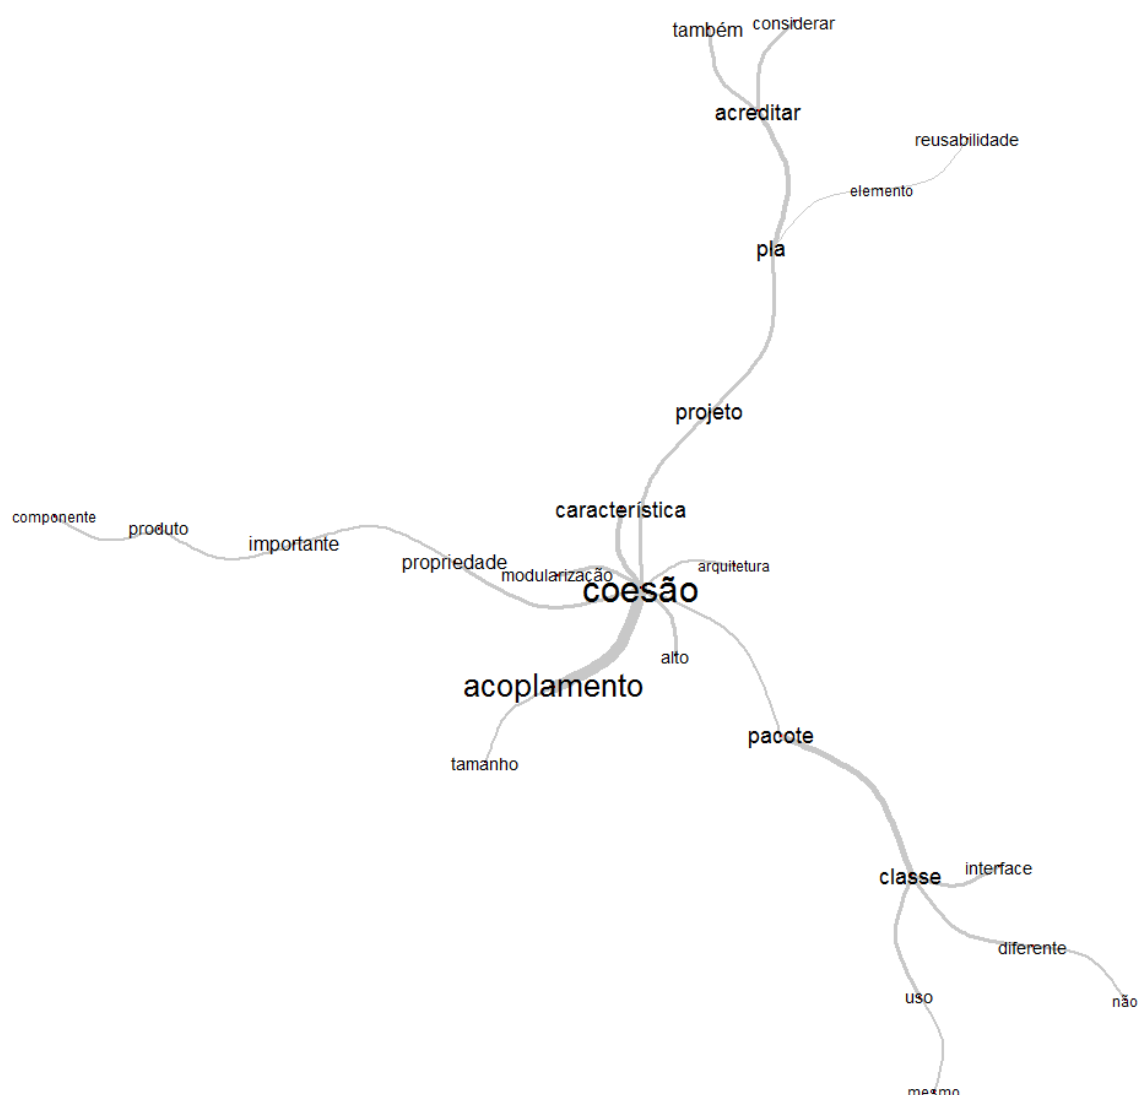 considerar
também
acreditar
reusabilidade
elemento
pla
projeto
característica
componente
produto
importante
propriedade
arquitetura
modularização
coesão
alto
acoplamento
pacote
tamanho
interface
classe
diferente
uso
não
mesmo